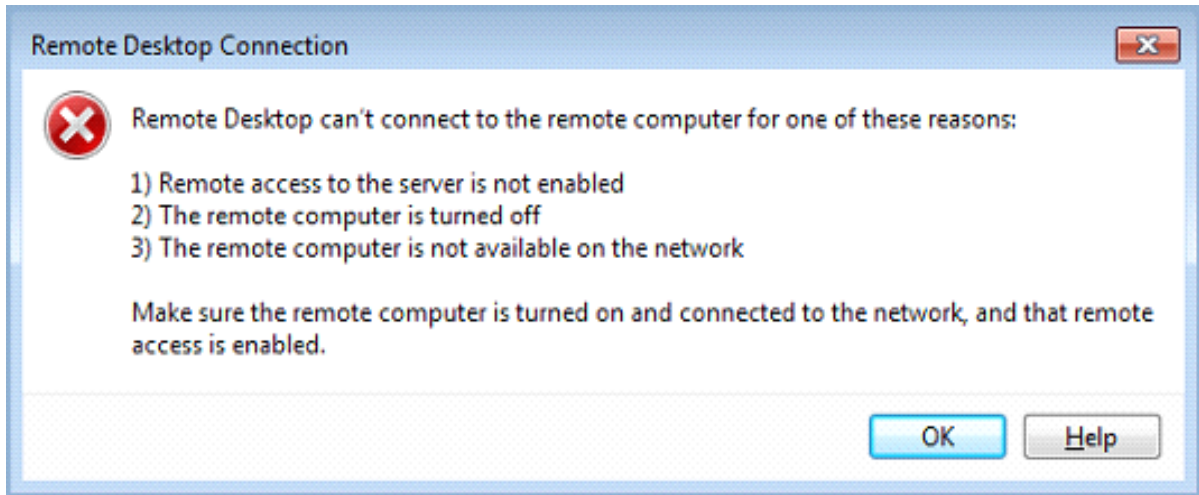 Remote Desktop Connection
Remote Desktop can't connect to the remote computer for one of these reasons:
1) Remote access to the server is not enabled
2) The remote computer is turned off
3) The remote computer is not available on the network
Make sure the remote computer is turned on and connected to the network, and that remote
access is enabled.
OK
Help